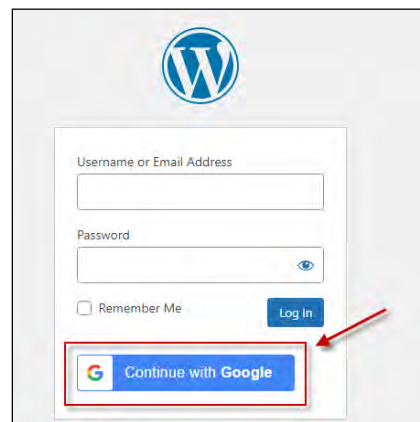 Username or Email Address
Password
Remember Me
Log In
Continue with Google